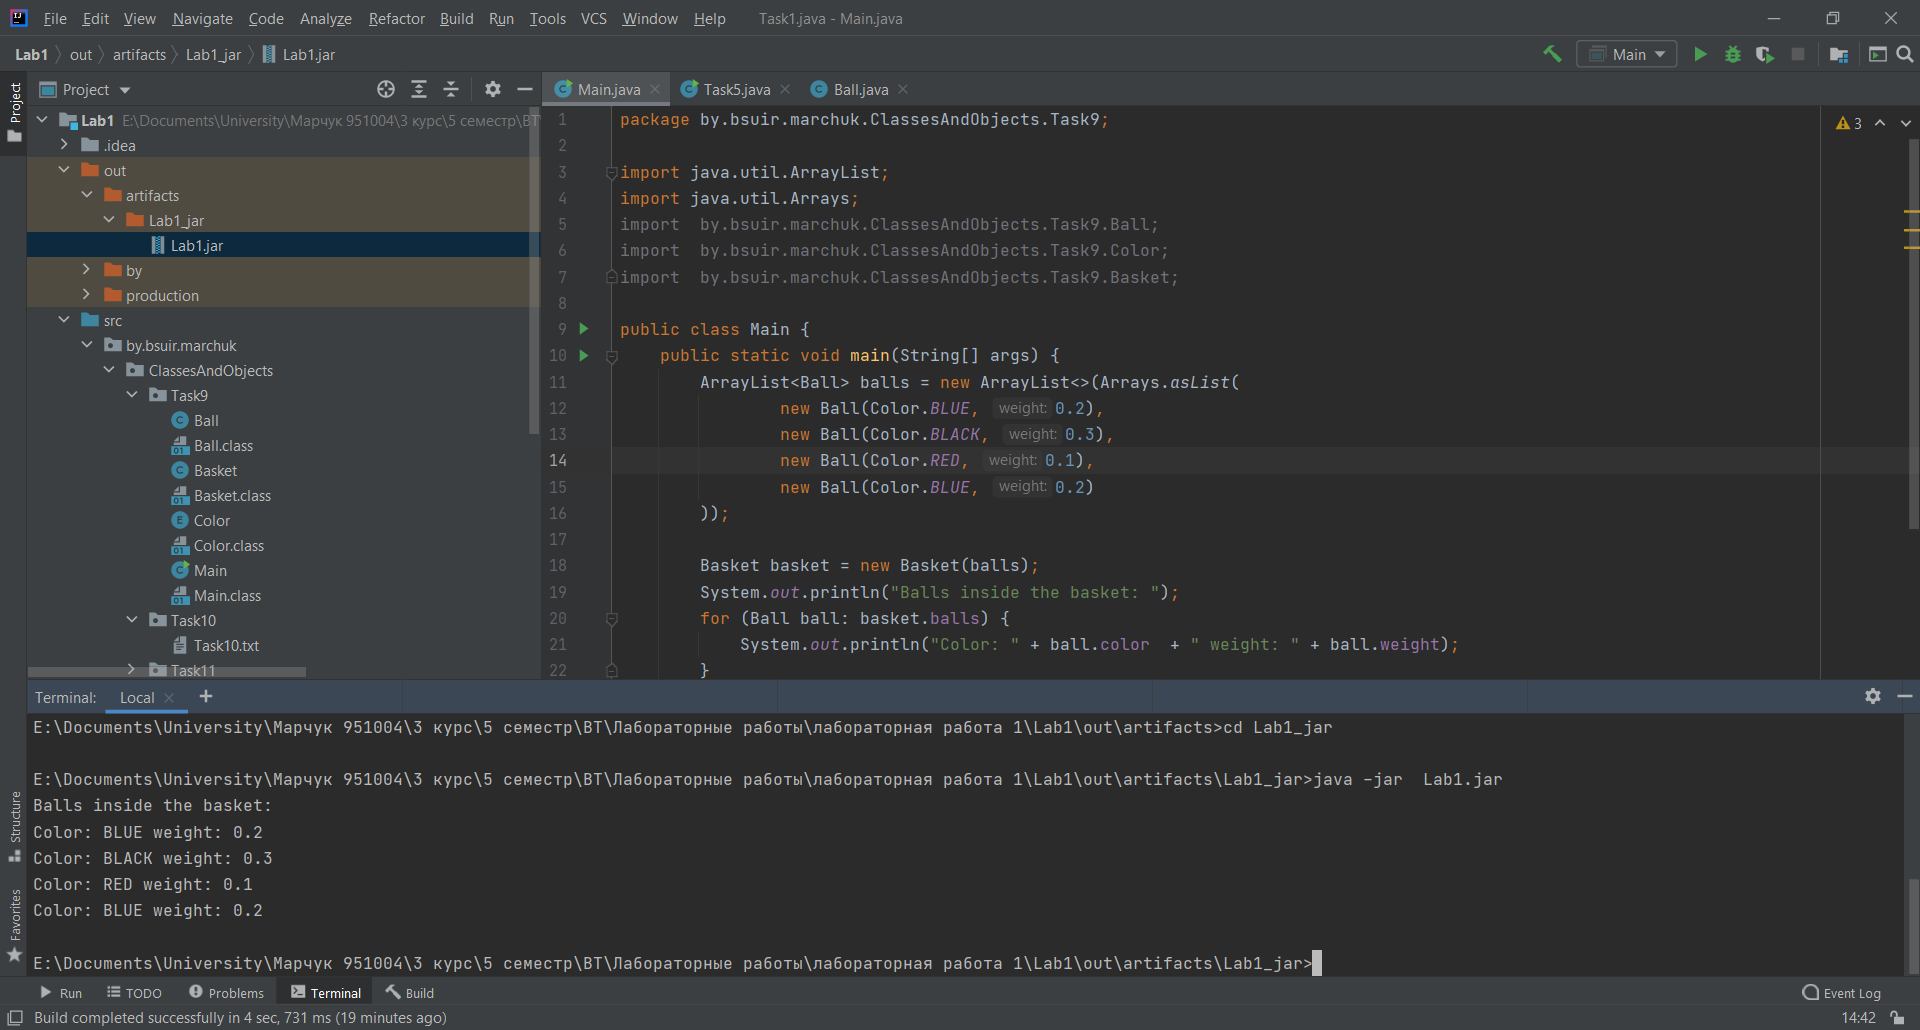 File Edit View Navigate Code Analyze Refactor Build Run Tools VCS Window Help Task1.java - Main.java
Lab1 out artifacts Lab1_jar Lab1.jar Main
Project
Main.java Task5.java Ball.java
Project
Lab1 E:\Documents\University\Марчук 951004\3 курс\5 семестр\ВТ
.idea
out
artifacts
Lab1_jar
Lab1.jar
by
production
src
by.bsuir.marchuk
ClassesAndObjects
Task9
Ball
Ball.class
Basket
Basket.class
Color
Color.class
Main
Main.class
Task10
Task10.txt
Task11
3
1 package by.bsuir.marchuk.ClassesAndObjects.Task9;
2
3 import java.util.ArrayList;
4 import java.util.Arrays;
5 import  by.bsuir.marchuk.ClassesAndObjects.Task9.Ball;
6 import  by.bsuir.marchuk.ClassesAndObjects.Task9.Color;
7 import  by.bsuir.marchuk.ClassesAndObjects.Task9.Basket;
8
9 public class Main {
10 public static void main(String[] args) {
11 ArrayList<Ball> balls = new ArrayList<>(Arrays.asList(
12 new Ball(Color.BLUE, weight: 0.2),
13 new Ball(Color.BLACK, weight: 0.3),
14 new Ball(Color.RED, weight: 0.1),
15 new Ball(Color.BLUE, weight: 0.2)
16 ));
17
18 Basket basket = new Basket(balls);
19 System.out.println("Balls inside the basket: ");
20 for (Ball ball: basket.balls) {
21 System.out.println("Color: " + ball.color  + " weight: " + ball.weight);
22 }
Terminal: Local
E:\Documents\University\Марчук 951004\3 курс\5 семестр\ВТ\Лабораторные работы\лабораторная работа 1\Lab1\out\artifacts>cd Lab1_jar
E:\Documents\University\Марчук 951004\3 курс\5 семестр\ВТ\Лабораторные работы\лабораторная работа 1\Lab1\out\artifacts\Lab1_jar>java -jar  Lab1.jar
Balls inside the basket:
Color: BLUE weight: 0.2
Color: BLACK weight: 0.3
Color: RED weight: 0.1
Color: BLUE weight: 0.2
E:\Documents\University\Марчук 951004\3 курс\5 семестр\ВТ\Лабораторные работы\лабораторная работа 1\Lab1\out\artifacts\Lab1_jar>
Structure
Favorites
Run TODO Problems Terminal Build Event Log
Build completed successfully in 4 sec, 731 ms (19 minutes ago) 14:42